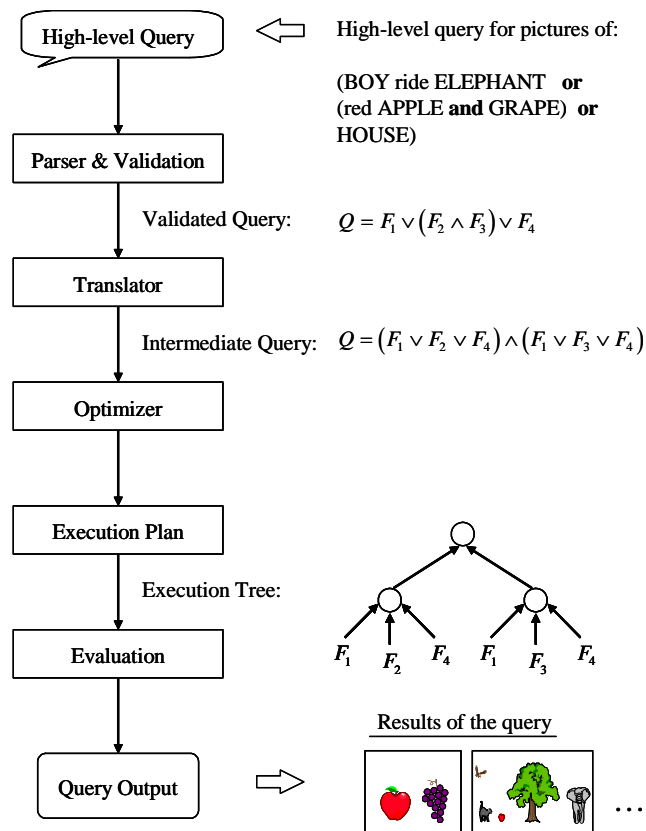 High-level Query
High-level query for pictures of:
(BOY ride ELEPHANT or
(red APPLE and GRAPE) or
HOUSE)
Parser & Validation
Validated Query: Q = F₁ ∨ (F₂ ∧ F₃) ∨ F₄
Translator
Intermediate Query: Q = (F₁ ∨ F₂ ∨ F₄) ∧ (F₁ ∨ F₃ ∨ F₄)
Optimizer
Execution Plan
Execution Tree:
F₁ F₂ F₄ F₁ F₃ F₄
Evaluation
Results of the query
Query Output
...